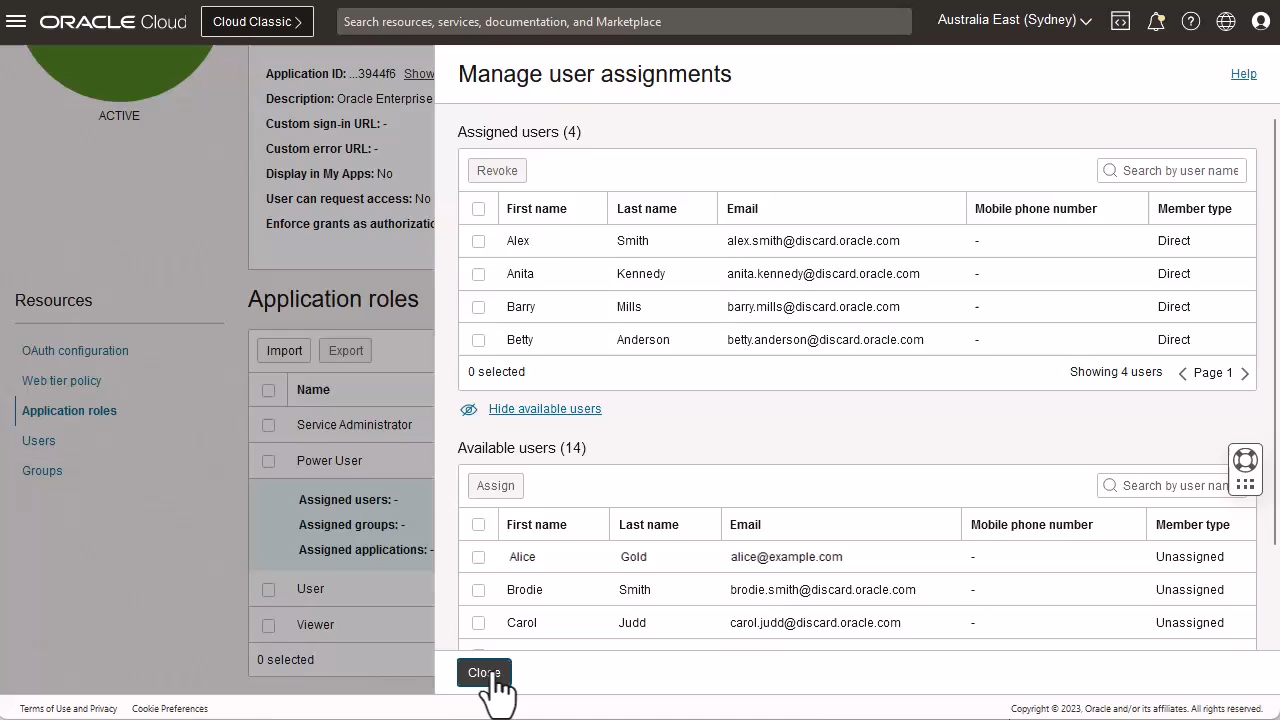 ORACLE Cloud
Cloud Classic
Search resources, services, documentation, and Marketplace
Australia East (Sydney)
ACTIVE
Application ID: ...3944f6 Show
Description: Oracle Enterprise
Custom sign-in URL: -
Custom error URL: -
Display in My Apps: No
User can request access: No
Enforce grants as authorizatio
Resources
OAuth configuration
Web tier policy
Application roles
Users
Groups
Application roles
Import
Export
Name
Service Administrator
Power User
Assigned users: -
Assigned groups: -
Assigned applications: -
User
Viewer
0 selected
Manage user assignments
Help
Assigned users (4)
Revoke
Search by user name
First name Last name Email Mobile phone number Member type
Alex Smith alex.smith@discard.oracle.com - Direct
Anita Kennedy anita.kennedy@discard.oracle.com - Direct
Barry Mills barry.mills@discard.oracle.com - Direct
Betty Anderson betty.anderson@discard.oracle.com - Direct
0 selected
Showing 4 users
Page 1
Hide available users
Available users (14)
Assign
Search by user nam
First name Last name Email Mobile phone number Member type
Alice Gold alice@example.com - Unassigned
Brodie Smith brodie.smith@discard.oracle.com - Unassigned
Carol Judd carol.judd@discard.oracle.com - Unassigned
Close
Terms of Use and Privacy
Cookie Preferences
Copyright © 2023, Oracle and/or its affiliates. All rights reserved.